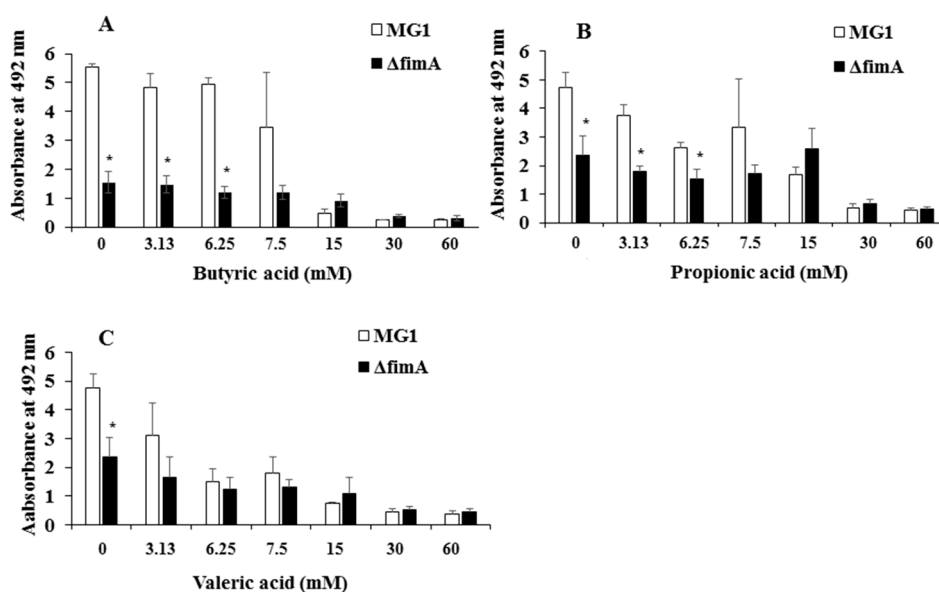 A
MG1
ΔfimA
Absorbance at 492 nm
6
5
4
3
2
1
0
*
*
*
0 3.13 6.25 7.5 15 30 60
Butyric acid (mM)
B
MG1
ΔfimA
Absorbance at 492 nm
6
5
4
3
2
1
0
*
*
*
0 3.13 6.25 7.5 15 30 60
Propionic acid (mM)
C
MG1
ΔfimA
Aabsorbance at 492 nm
6
5
4
3
2
1
0
*
0 3.13 6.25 7.5 15 30 60
Valeric acid (mM)